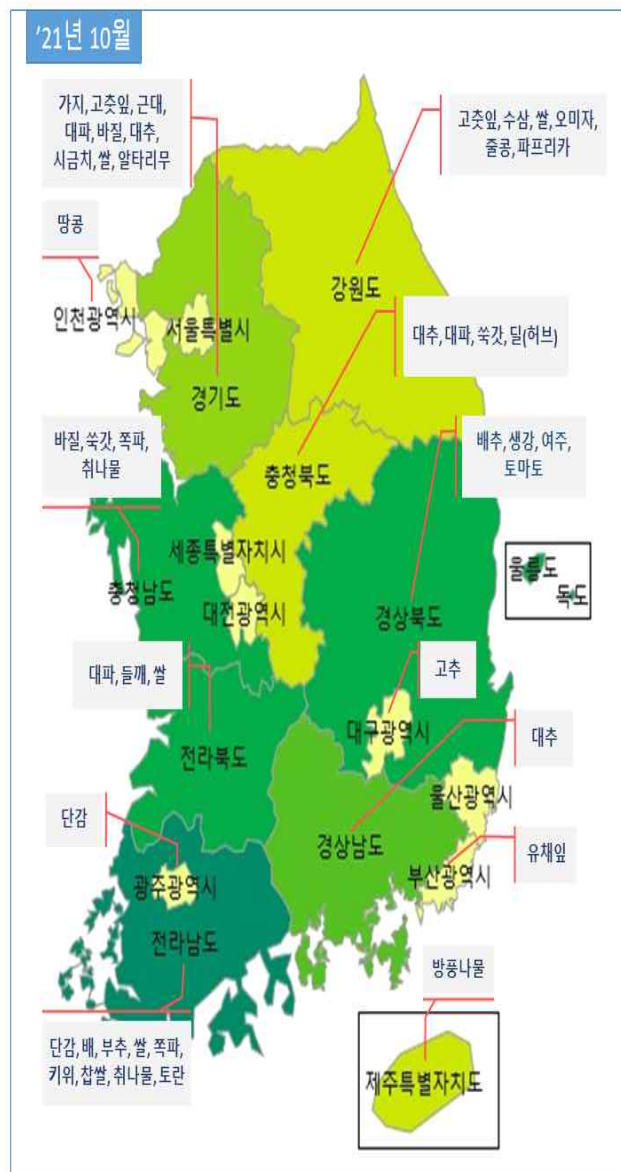 '21년 10월
가지, 고춧잎, 근대,
대파, 바질, 대추,
시금치, 쌀, 알타리무
고춧잎, 수삼, 쌀, 오미자,
줄콩, 파프리카
땅콩
강원도
인천광역시
서울특별시
대추, 대파, 쑥갓, 딜(허브)
경기도
바질, 쑥갓, 쪽파,
취나물
배추, 생강, 여주,
토마토
충청북도
세종특별자치시
울릉도
독도
충청남도
대전광역시
경상북도
대파, 들깨, 쌀
고추
대구광역시
대추
전라북도
울산광역시
단감
경상남도
유채잎
부산광역시
광주광역시
전라남도
방풍나물
단감, 배, 부추, 쌀, 쪽파,
키위, 찹쌀, 취나물, 토란
제주특별자치도